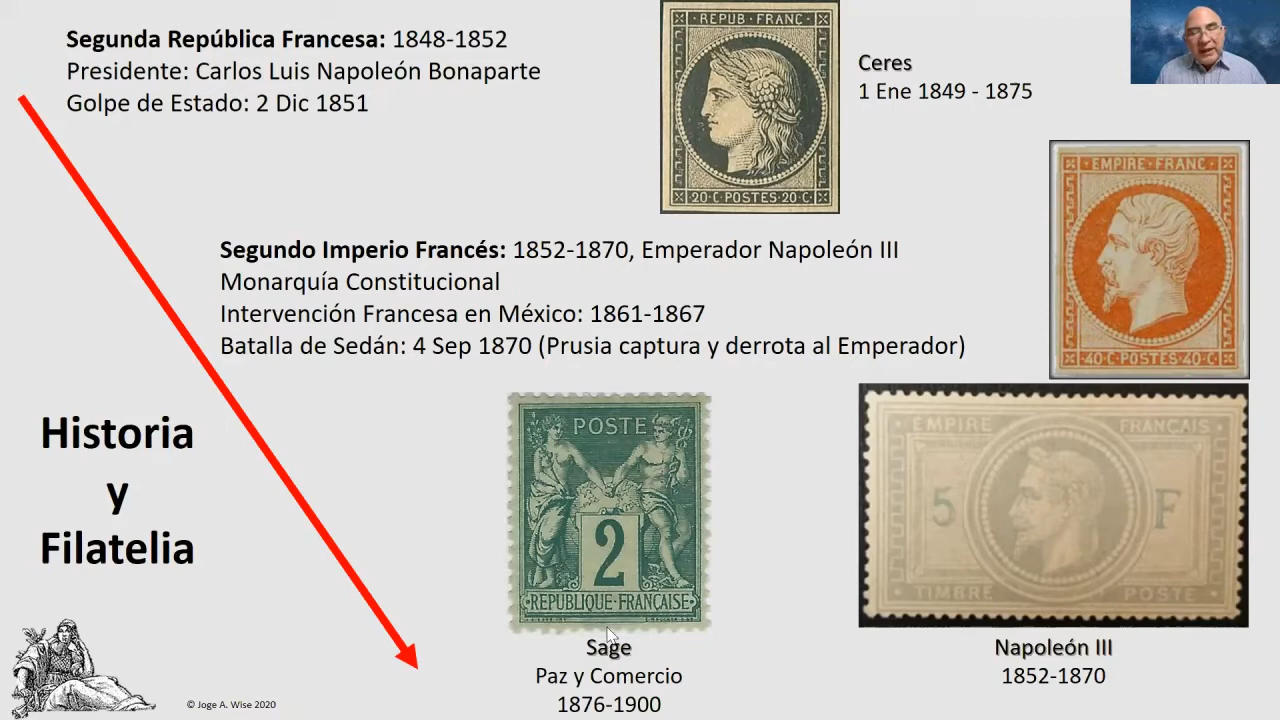 Segunda República Francesa: 1848-1852
Presidente: Carlos Luis Napoleón Bonaparte
Golpe de Estado: 2 Dic 1851
REPUB FRANC
20·C·POSTES·20·C·
Ceres
1 Ene 1849 - 1875
EMPIRE FRANC
40·C·POSTES·40·C·
Segundo Imperio Francés: 1852-1870, Emperador Napoleón III
Monarquía Constitucional
Intervención Francesa en México: 1861-1867
Batalla de Sedán: 4 Sep 1870 (Prusia captura y derrota al Emperador)
Historia
y
Filatelia
POSTE
2
REPUBLIQUE·FRANÇAISE
Sage
Paz y Comercio
1876-1900
EMPIRE FRANÇAIS
5 F
TIMBRE POSTE
Napoleón III
1852-1870
© Joge A. Wise 2020